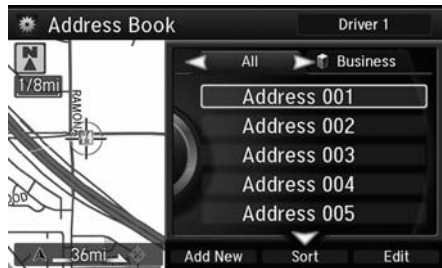 Address Book
Driver 1
N
1/8mi
RAMONA
All
Business
Address 001
Address 002
Address 003
Address 004
Address 005
36mi
Add New
Sort
Edit